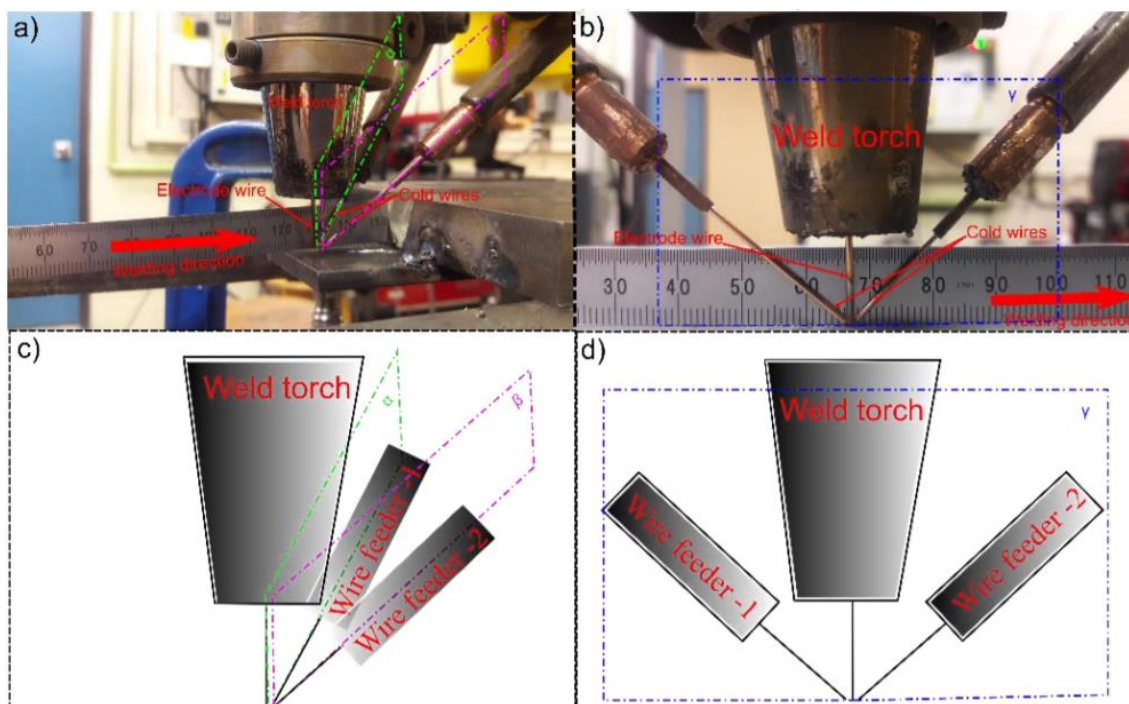 a)
α
β
Weld torch
Electrode wire
Cold wires
60 70 80 90 120
Welding direction
b)
γ
Weld torch
Electrode wire
Cold wires
30 40 50 60 70 80 90 100 110
Welding direction
c)
Weld torch
α
β
Wire feeder -1
Wire feeder -2
d)
Weld torch
γ
Wire feeder -1
Wire feeder -2